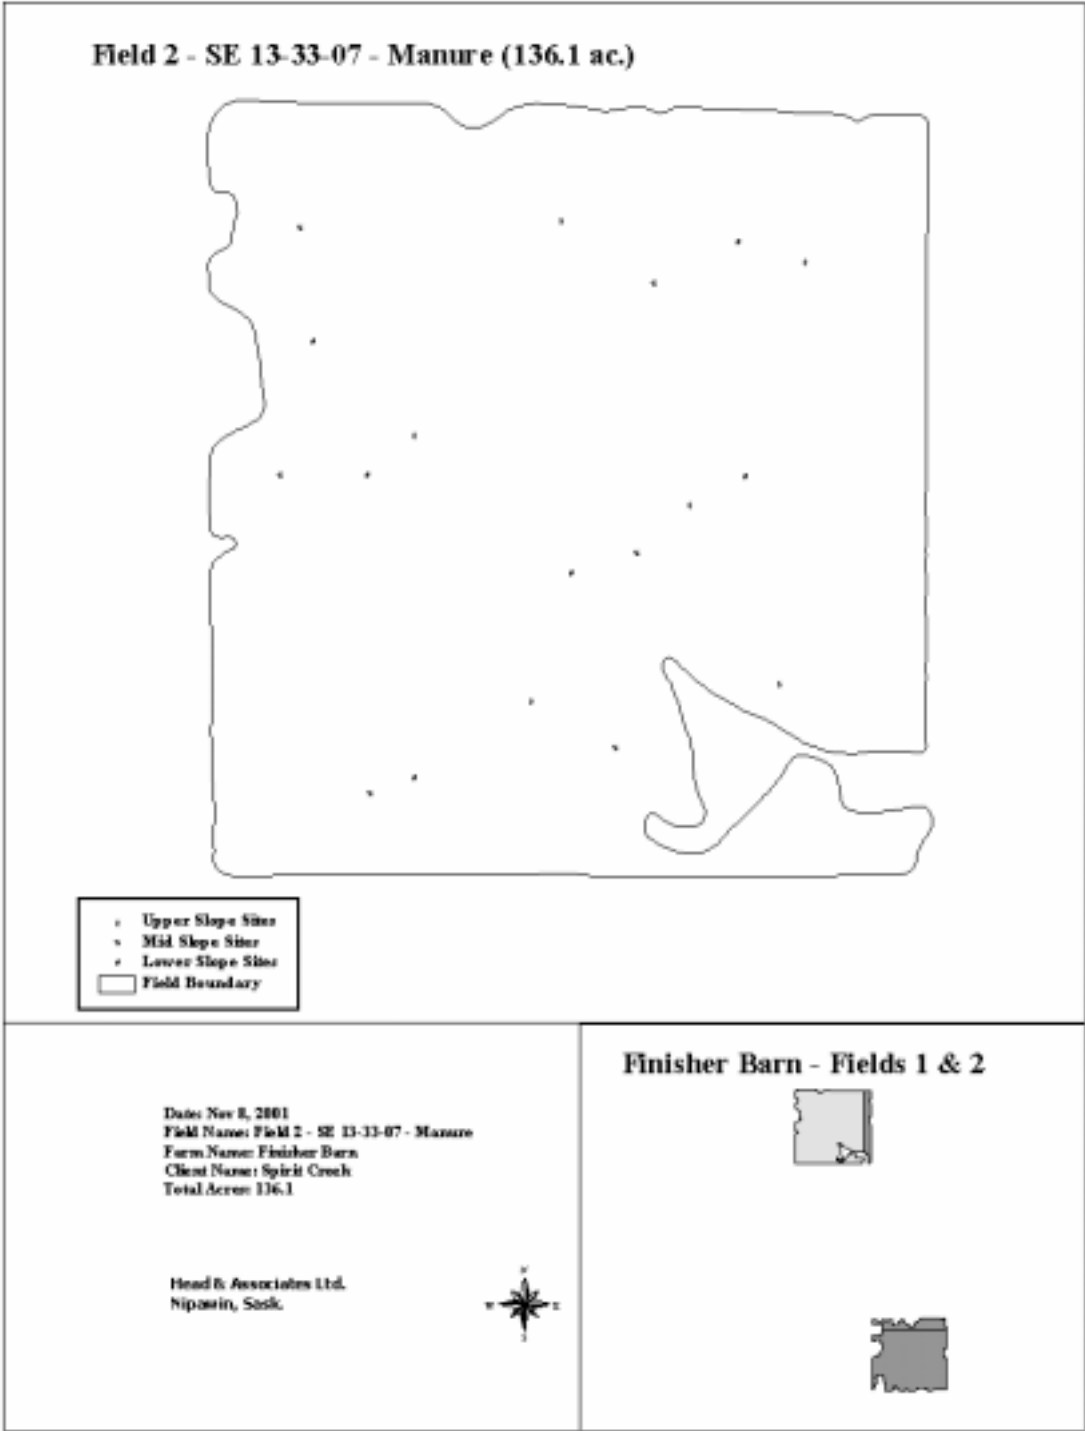 Field 2 - SE 13-33-07 - Manure (136.1 ac.)
Upper Slope Sites
Mid Slope Sites
Lower Slope Sites
Field Boundary
Date: Nov 8, 2001
Field Name: Field 2 - SE 13-33-07 - Manure
Farm Name: Finisher Barn
Client Name: Spirit Creek
Total Acres: 136.1
Head & Associates Ltd.
Nipawin, Sask.
N
W E
S
Finisher Barn - Fields 1 & 2